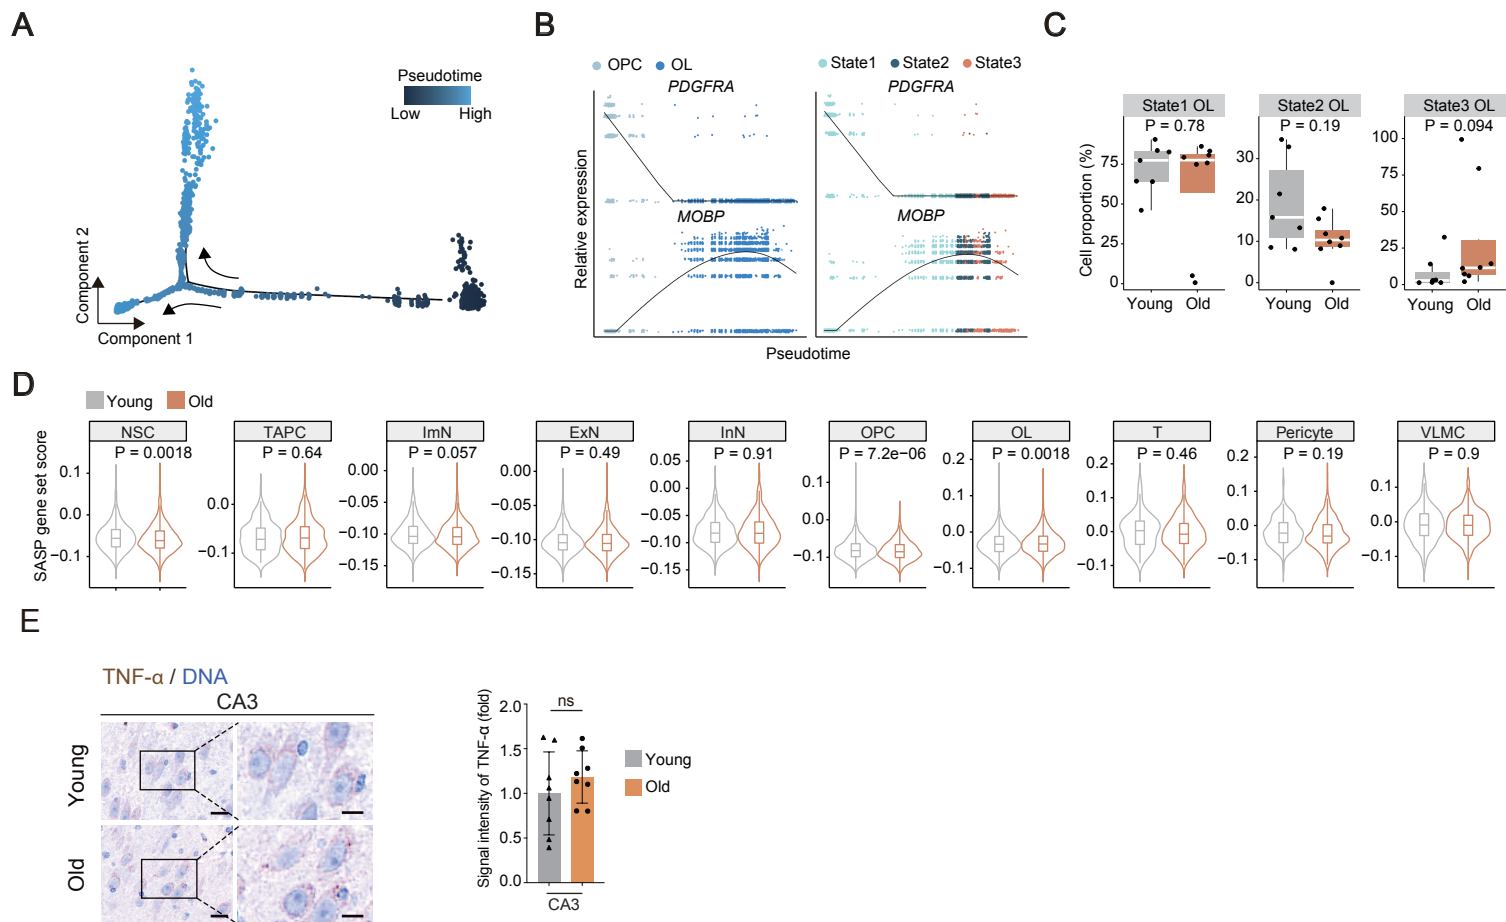 A
Pseudotime
Low High
Component 2
Component 1
B
OPC OL
State1 State2 State3
PDGFRA
PDGFRA
MOBP
MOBP
Relative expression
Pseudotime
C
State1 OL
State2 OL
State3 OL
P = 0.78
P = 0.19
P = 0.094
Cell proportion (%)
75
50
25
0
30
20
10
0
100
75
50
25
0
Young Old
Young Old
Young Old
D
Young Old
SASP gene set score
NSC
P = 0.0018
0.1
0.0
−0.1
TAPC
P = 0.64
0.0
−0.1
ImN
P = 0.057
0.00
−0.05
−0.10
−0.15
ExN
P = 0.49
0.00
−0.05
−0.10
−0.15
InN
P = 0.91
0.05
0.00
−0.05
−0.10
−0.15
OPC
P = 7.2e−06
0.1
0.0
−0.1
OL
P = 0.0018
0.2
0.1
0.0
−0.1
T
P = 0.46
0.2
0.1
0.0
−0.1
Pericyte
P = 0.19
0.2
0.1
0.0
−0.1
VLMC
P = 0.9
0.1
0.0
−0.1
E
TNF-α / DNA
CA3
Young
Old
Signal intensity of TNF-α (fold)
2.0
1.5
1.0
0.5
0.0
ns
CA3
Young
Old